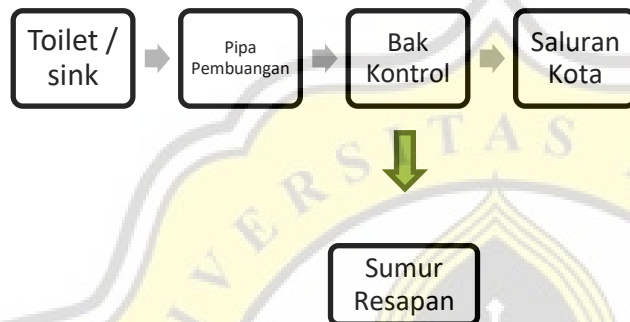 Toilet /
sink
Pipa
Pembuangan
Bak
Kontrol
Saluran
Kota
Sumur
Resapan